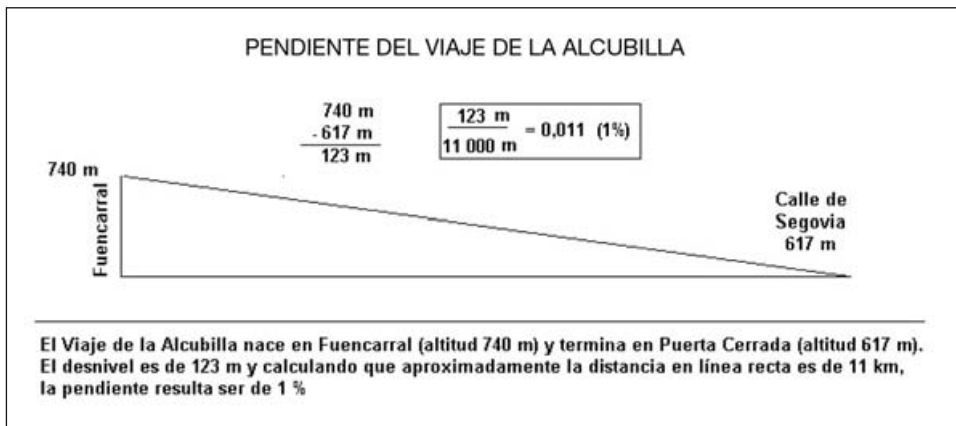 PENDIENTE DEL VIAJE DE LA ALCUBILLA
740 m
- 617 m
123 m
123 m
11 000 m
= 0,011 (1%)
740 m
Fuencarral
Calle de
Segovia
617 m
El Viaje de la Alcubilla nace en Fuencarral (altitud 740 m) y termina en Puerta Cerrada (altitud 617 m).
El desnivel es de 123 m y calculando que aproximadamente la distancia en línea recta es de 11 km,
la pendiente resulta ser de 1 %